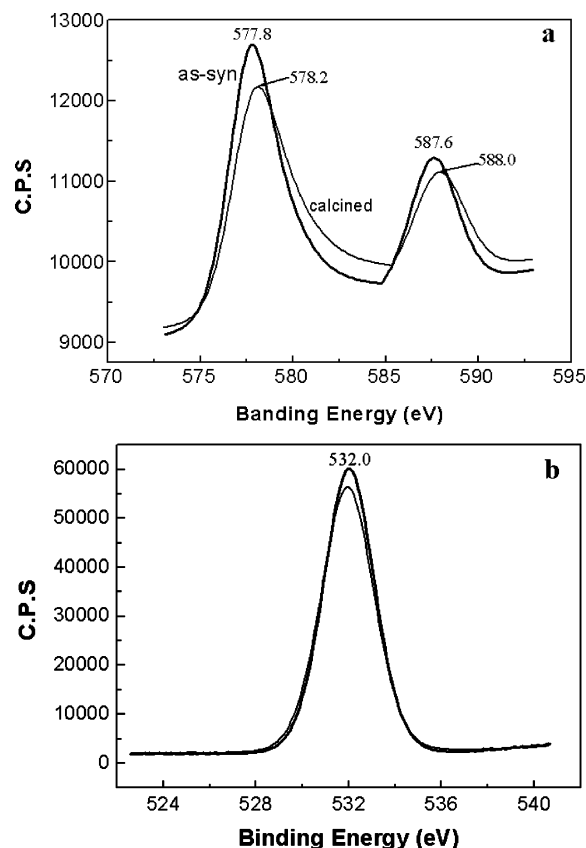 a
577.8
as-syn
578.2
587.6
588.0
calcined
13000
12000
11000
10000
9000
C.P.S
570 575 580 585 590 595
Banding Energy (eV)
b
532.0
60000
50000
40000
30000
20000
10000
0
C.P.S
524 528 532 536 540
Binding Energy (eV)